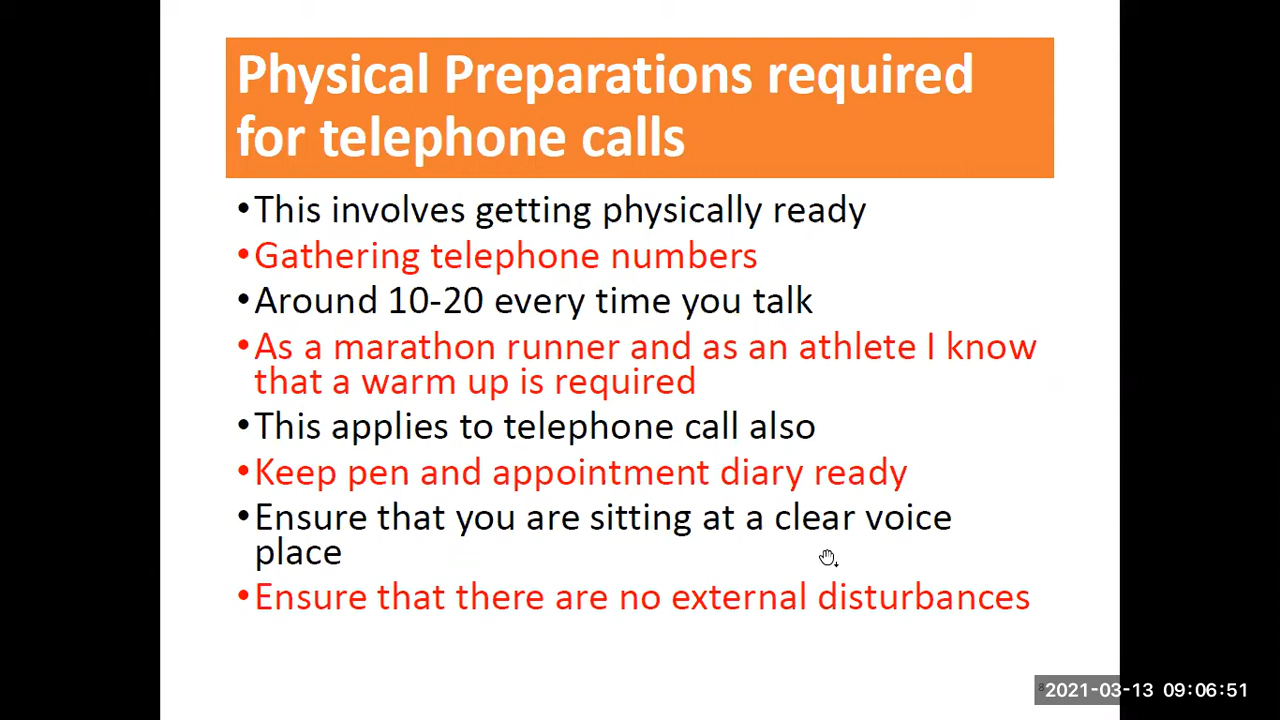 Physical Preparations required
for telephone calls
•This involves getting physically ready
•Gathering telephone numbers
•Around 10-20 every time you talk
•As a marathon runner and as an athlete I know
that a warm up is required
•This applies to telephone call also
•Keep pen and appointment diary ready
•Ensure that you are sitting at a clear voice
place
•Ensure that there are no external disturbances
8
2021-03-13 09:06:51